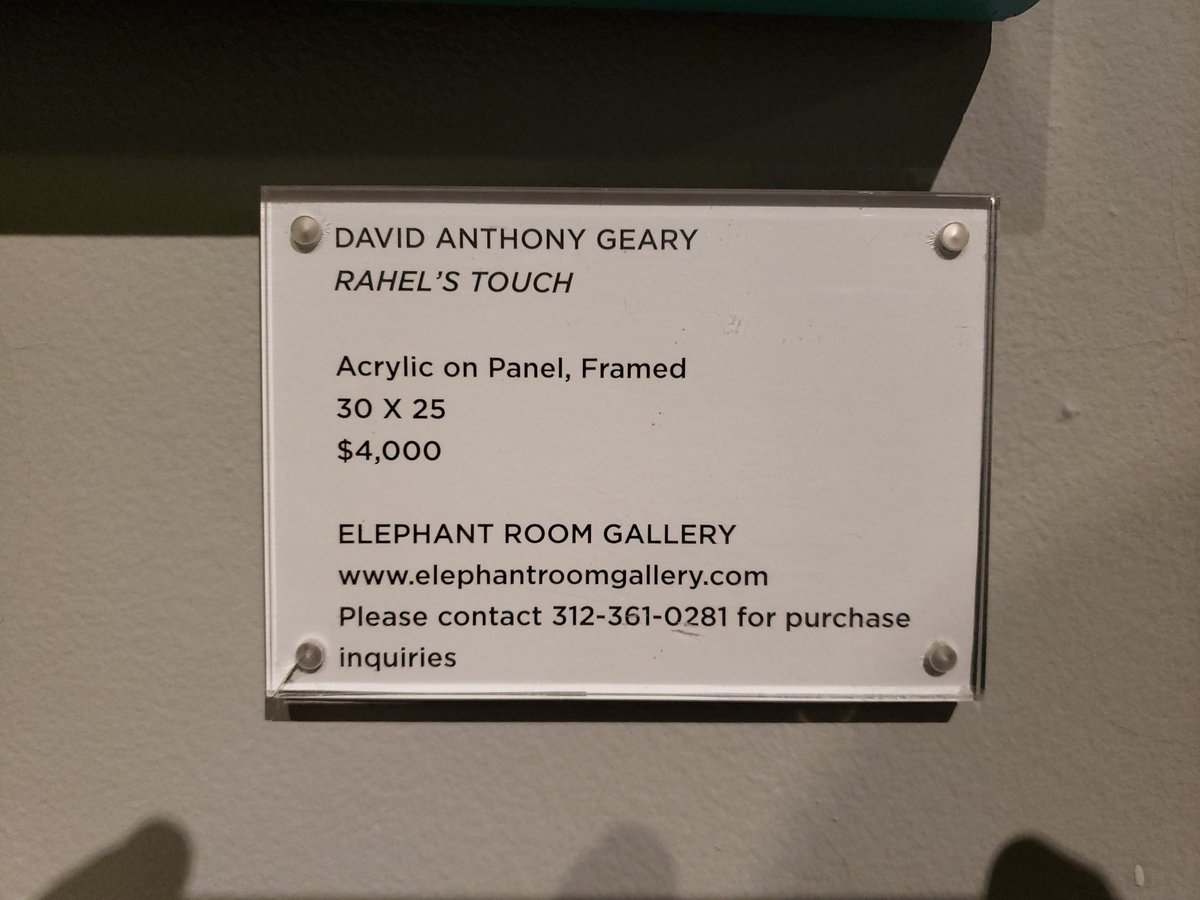 DAVID ANTHONY GEARY
RAHEL'S TOUCH
Acrylic on Panel, Framed
30 X 25
$4,000
ELEPHANT ROOM GALLERY
www.elephantroomgallery.com
Please contact 312-361-0281 for purchase
inquiries